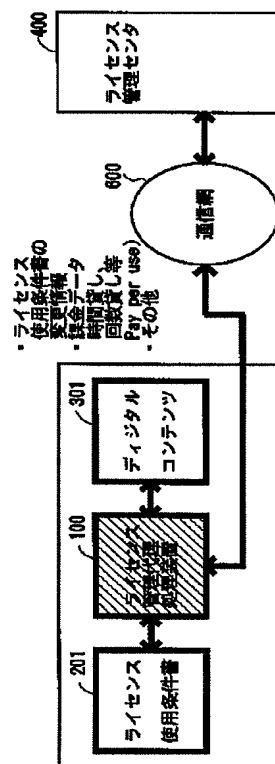 ・ライセンス
使用条件書の
変更情報
・課金データ
時間貸し、
回数貸し等
Pay per use)
・その他
201
ライセンス
使用条件書
100
ライセンス
管理代理
処理装置
301
ディジタル
コンテンツ
600
通信網
400
ライセンス
管理センタ